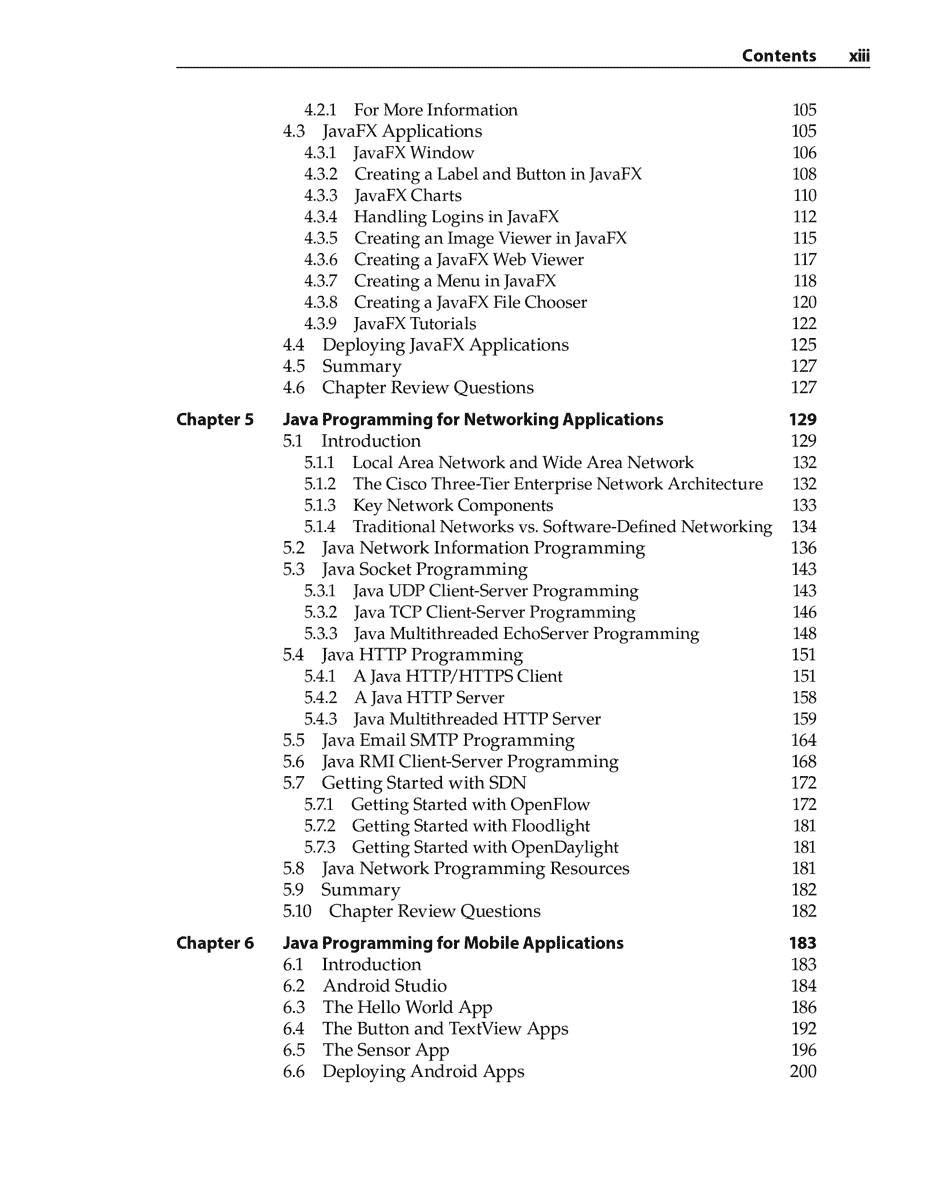 Contents xiii
4.2.1 For More Information 105
4.3 JavaFX Applications 105
4.3.1 JavaFX Window 106
4.3.2 Creating a Label and Button in JavaFX 108
4.3.3 JavaFX Charts 110
4.3.4 Handling Logins in JavaFX 112
4.3.5 Creating an Image Viewer in JavaFX 115
4.3.6 Creating a JavaFX Web Viewer 117
4.3.7 Creating a Menu in JavaFX 118
4.3.8 Creating a JavaFX File Chooser 120
4.3.9 JavaFX Tutorials 122
4.4 Deploying JavaFX Applications 125
4.5 Summary 127
4.6 Chapter Review Questions 127
Chapter 5 Java Programming for Networking Applications 129
5.1 Introduction 129
5.1.1 Local Area Network and Wide Area Network 132
5.1.2 The Cisco Three-Tier Enterprise Network Architecture 132
5.1.3 Key Network Components 133
5.1.4 Traditional Networks vs. Software-Defined Networking 134
5.2 Java Network Information Programming 136
5.3 Java Socket Programming 143
5.3.1 Java UDP Client-Server Programming 143
5.3.2 Java TCP Client-Server Programming 146
5.3.3 Java Multithreaded EchoServer Programming 148
5.4 Java HTTP Programming 151
5.4.1 A Java HTTP/HTTPS Client 151
5.4.2 A Java HTTP Server 158
5.4.3 Java Multithreaded HTTP Server 159
5.5 Java Email SMTP Programming 164
5.6 Java RMI Client-Server Programming 168
5.7 Getting Started with SDN 172
5.7.1 Getting Started with OpenFlow 172
5.7.2 Getting Started with Floodlight 181
5.7.3 Getting Started with OpenDaylight 181
5.8 Java Network Programming Resources 181
5.9 Summary 182
5.10 Chapter Review Questions 182
Chapter 6 Java Programming for Mobile Applications 183
6.1 Introduction 183
6.2 Android Studio 184
6.3 The Hello World App 186
6.4 The Button and TextView Apps 192
6.5 The Sensor App 196
6.6 Deploying Android Apps 200